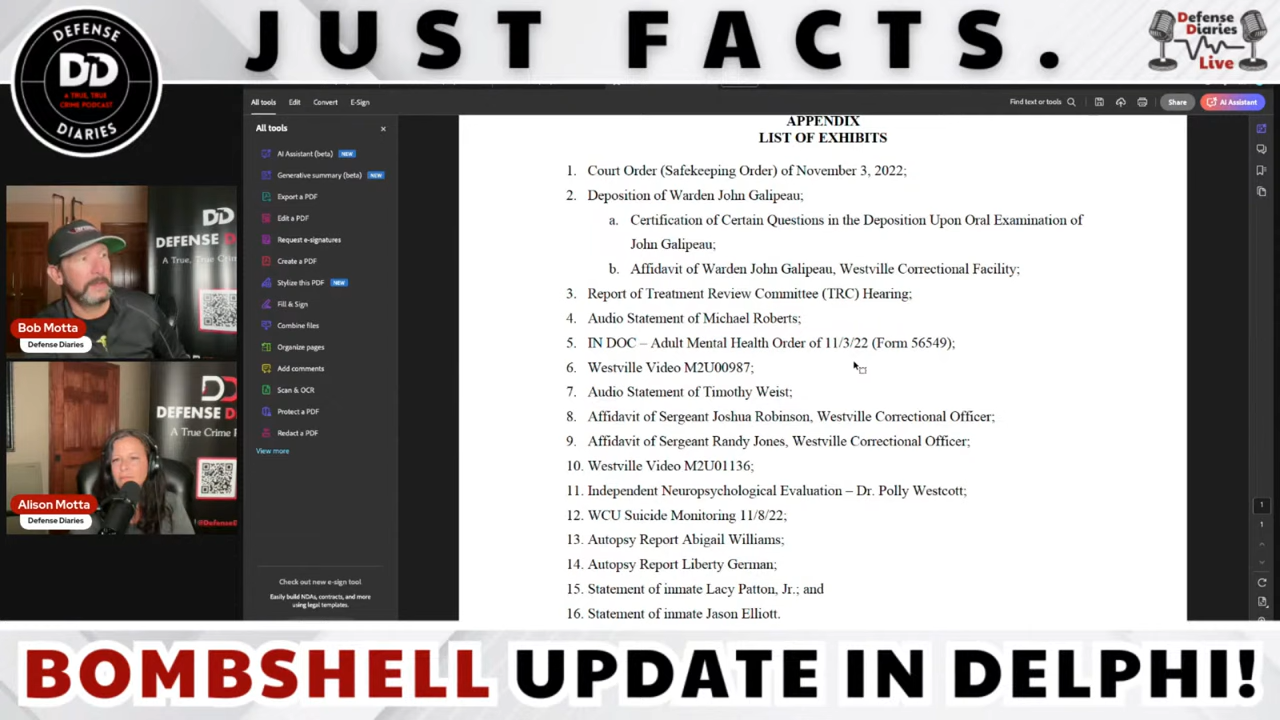 JUST FACTS.
DEFENSE
DD
A TRUE, TRUE
CRIME PODCAST
DIARIES
Defense
Diaries
Live
All tools
Edit
Convert
E-Sign
Find text or tools
Share
AI Assistant
All tools
AI Assistant (beta) NEW
Generative summary (beta) NEW
Export a PDF
Edit a PDF
Request e-signatures
Create a PDF
Stylize this PDF NEW
Fill & Sign
Combine files
Organize pages
Add comments
Scan & OCR
Protect a PDF
Redact a PDF
View more
Check out new e-sign tool
Easily build NDAs, contracts, and more
using legal templates.
APPENDIX
LIST OF EXHIBITS
1. Court Order (Safekeeping Order) of November 3, 2022;
2. Deposition of Warden John Galipeau;
a. Certification of Certain Questions in the Deposition Upon Oral Examination of
John Galipeau;
b. Affidavit of Warden John Galipeau, Westville Correctional Facility;
3. Report of Treatment Review Committee (TRC) Hearing;
4. Audio Statement of Michael Roberts;
5. IN DOC – Adult Mental Health Order of 11/3/22 (Form 56549);
6. Westville Video M2U00987;
7. Audio Statement of Timothy Weist;
8. Affidavit of Sergeant Joshua Robinson, Westville Correctional Officer;
9. Affidavit of Sergeant Randy Jones, Westville Correctional Officer;
10. Westville Video M2U01136;
11. Independent Neuropsychological Evaluation – Dr. Polly Westcott;
12. WCU Suicide Monitoring 11/8/22;
13. Autopsy Report Abigail Williams;
14. Autopsy Report Liberty German;
15. Statement of inmate Lacy Patton, Jr.; and
16. Statement of inmate Jason Elliott.
1
1
DD
DEFENSE D
A True, True
Bob Motta
Defense Diaries
DEFENSE D
A True Crime P
Alison Motta
Defense Diaries
BOMBSHELL UPDATE IN DELPHI!